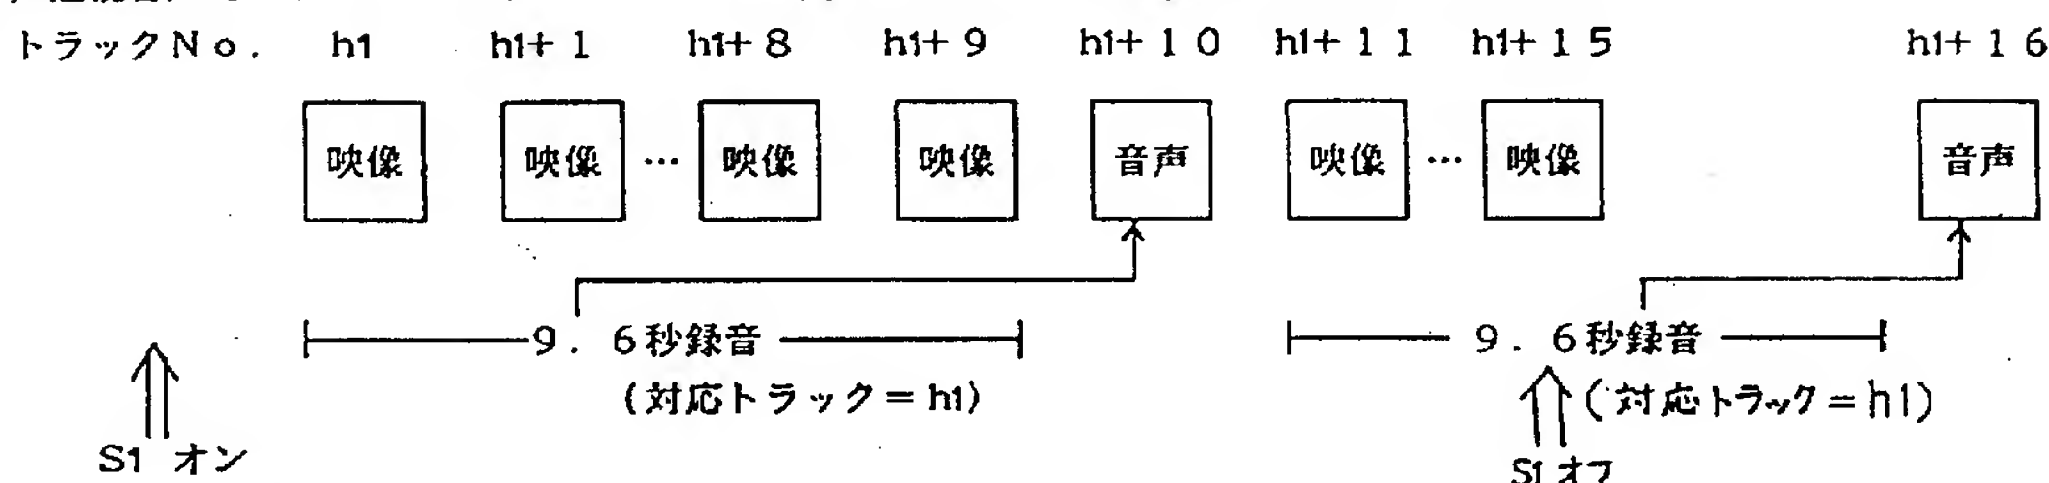 トラックNo. h1 h1+1 h1+8 h1+9 h1+10 h1+11 h1+15 h1+16
映像 映像 … 映像 映像 音声 映像 … 映像 音声
9.6秒録音 9.6秒録音
(対応トラック=h1) (対応トラック=h1)
S1 オン S1オフ